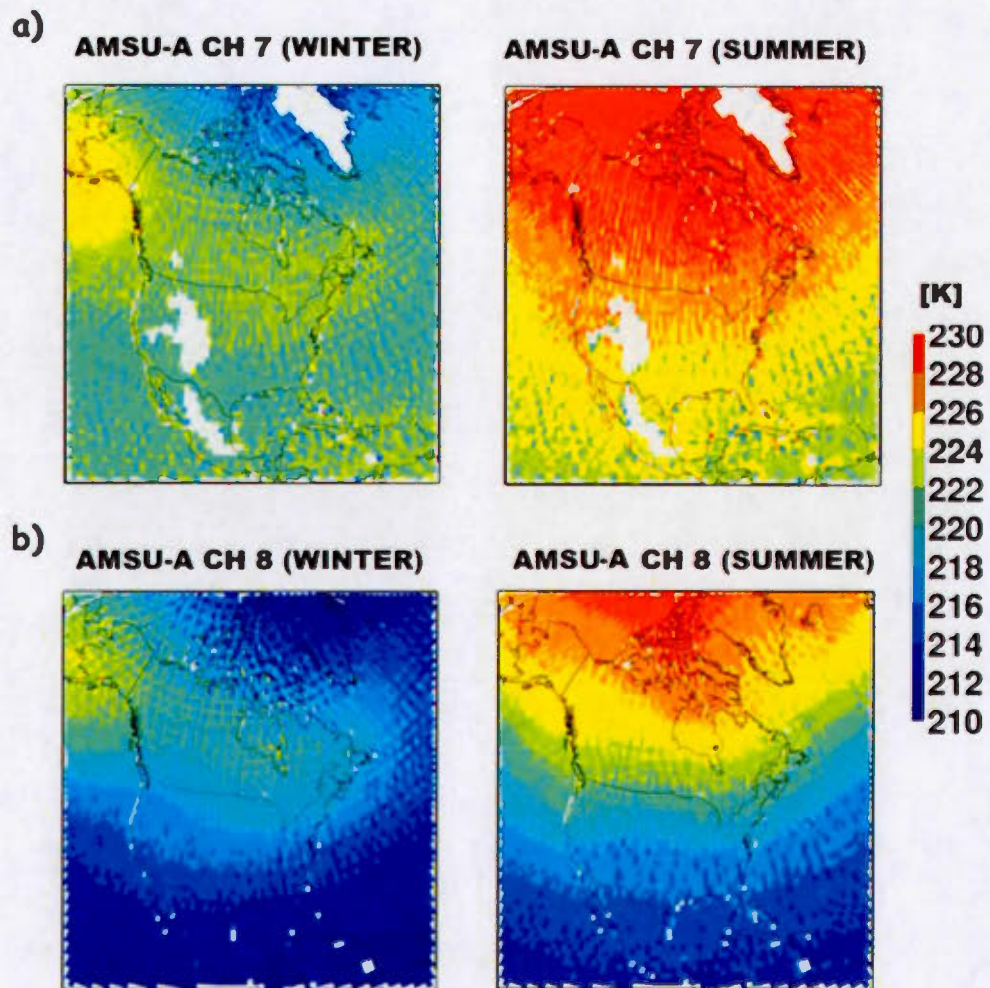 a)
AMSU-A CH 7 (WINTER)
AMSU-A CH 7 (SUMMER)
[K]
230
228
226
224
222
220
218
216
214
212
210
b)
AMSU-A CH 8 (WINTER)
AMSU-A CH 8 (SUMMER)